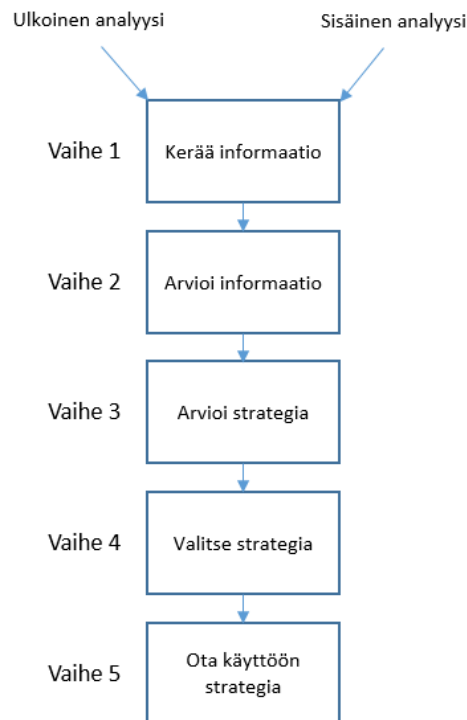 Ulkoinen analyysi
Sisäinen analyysi
Vaihe 1
Kerää informaatio
Vaihe 2
Arvioi informaatio
Vaihe 3
Arvioi strategia
Vaihe 4
Valitse strategia
Vaihe 5
Ota käyttöön
strategia